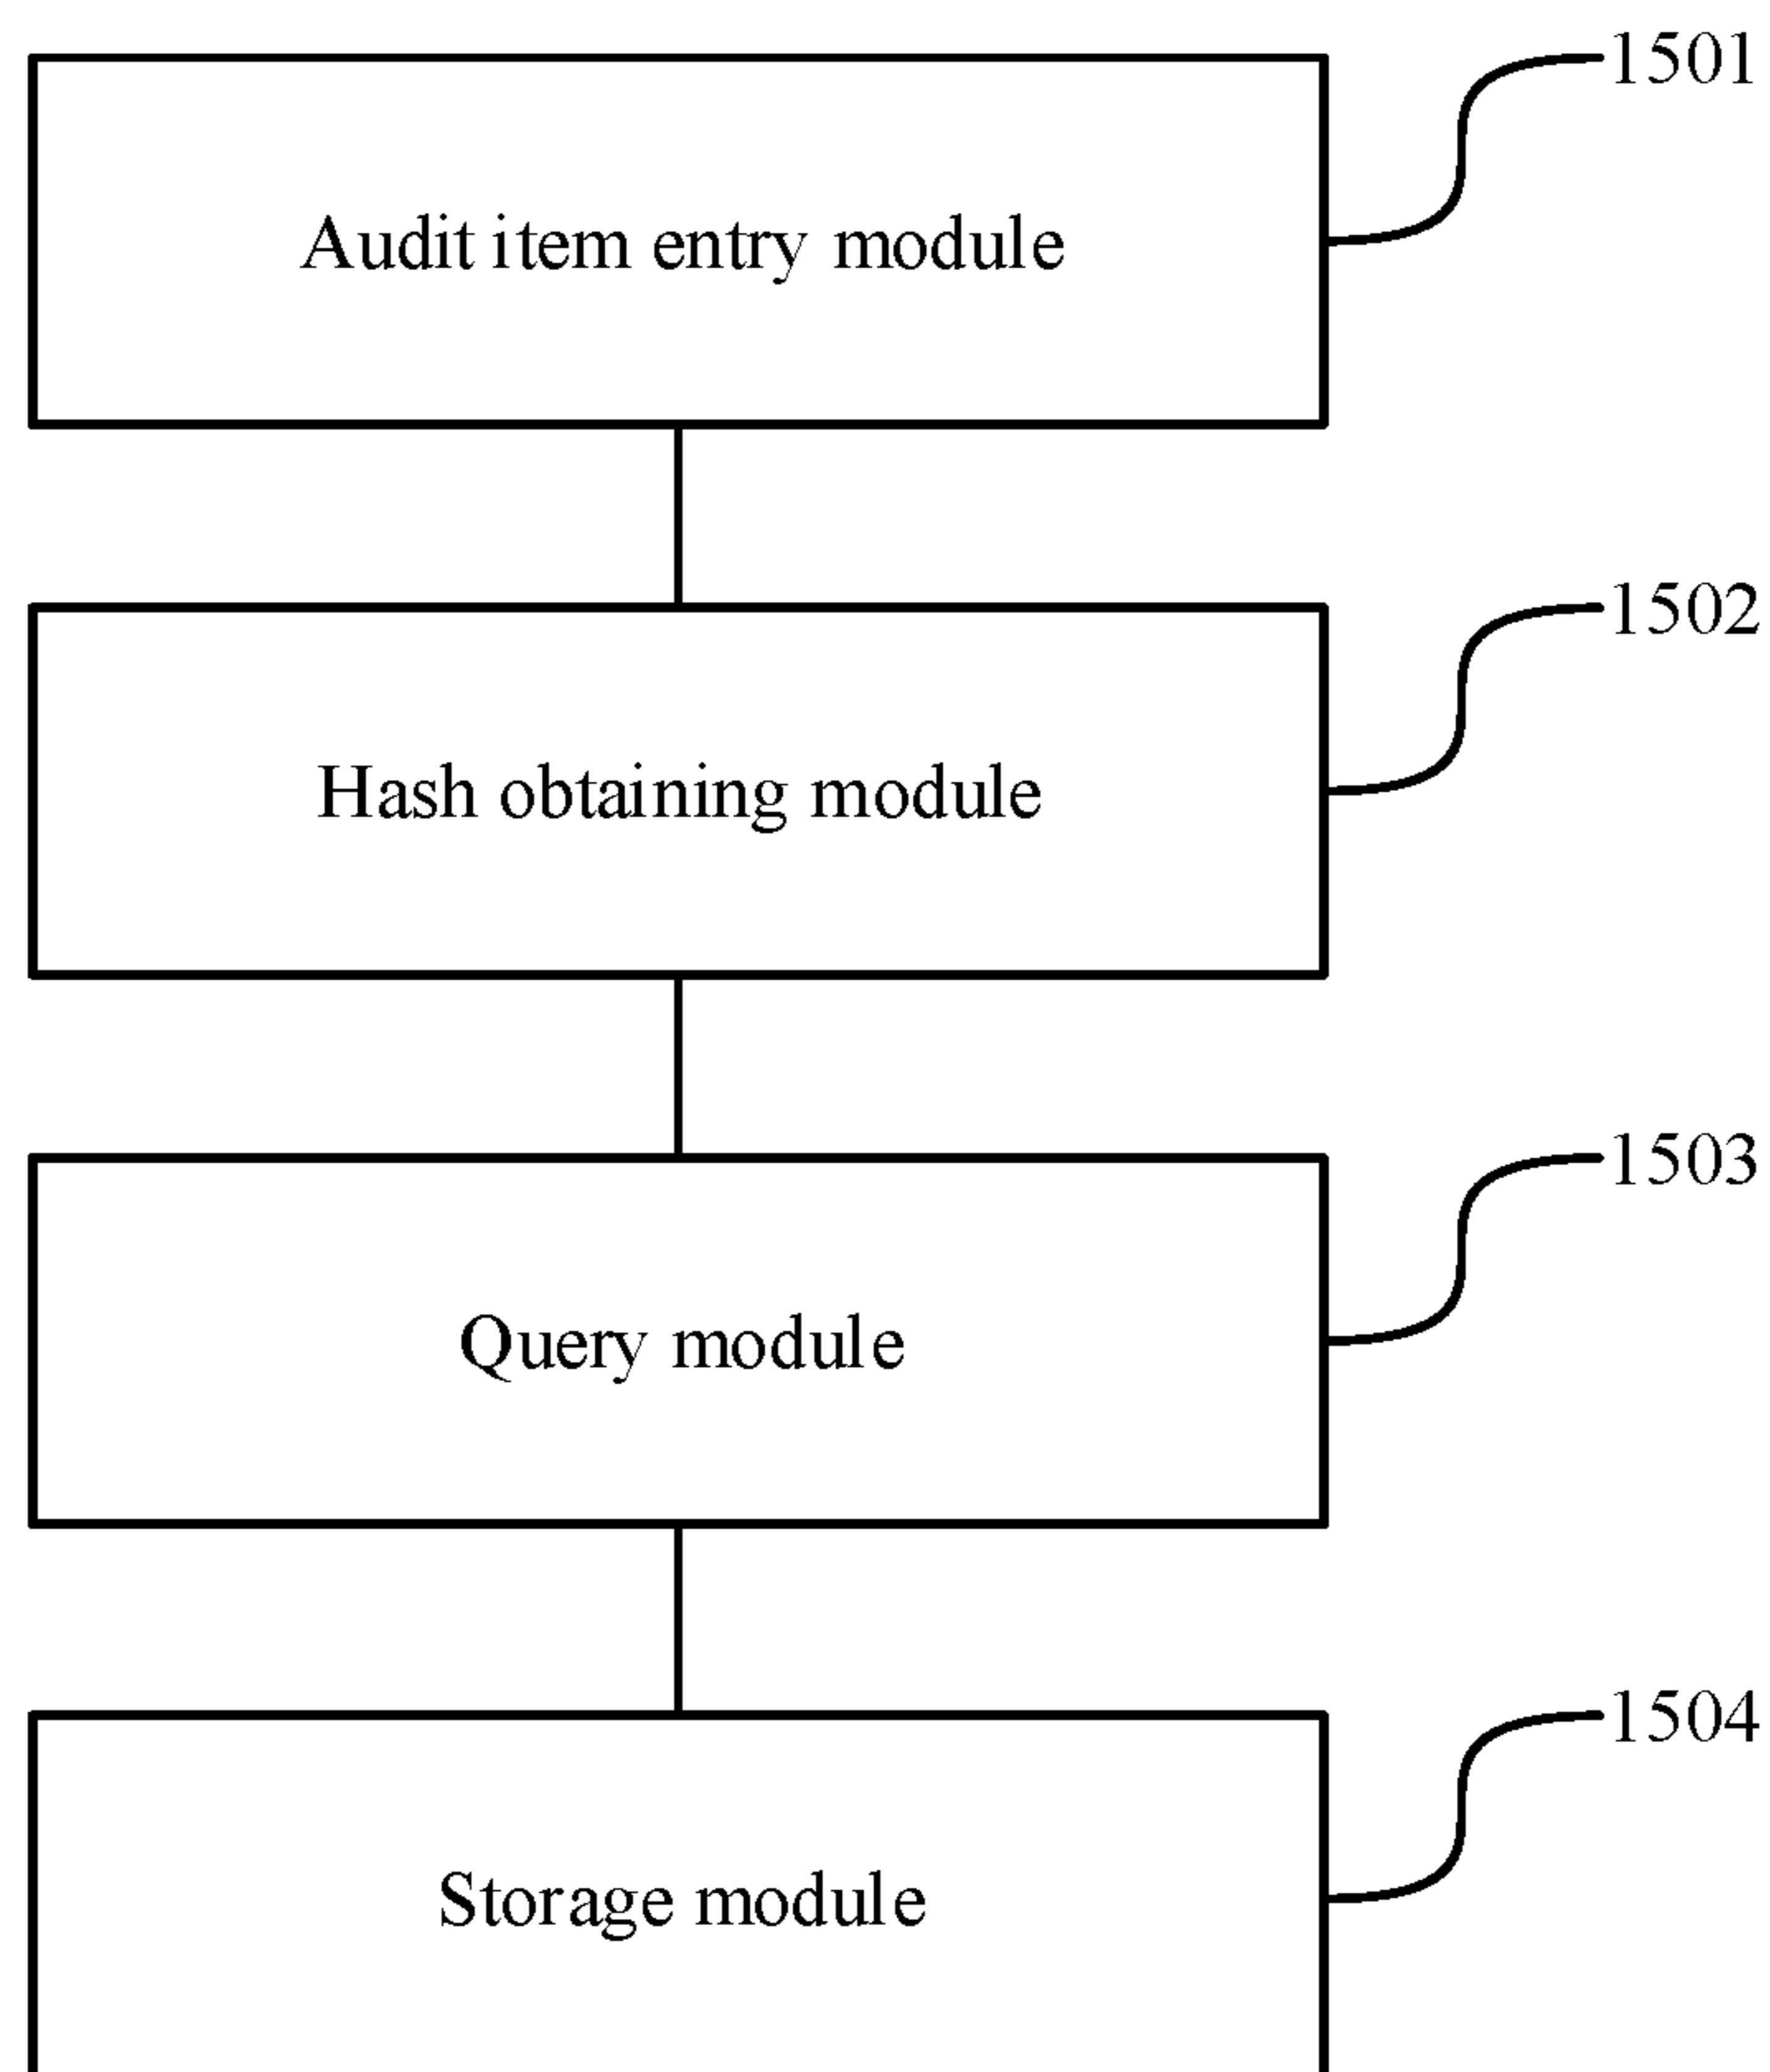 1501
Audit item entry module
1502
Hash obtaining module
1503
Query module
1504
Storage module